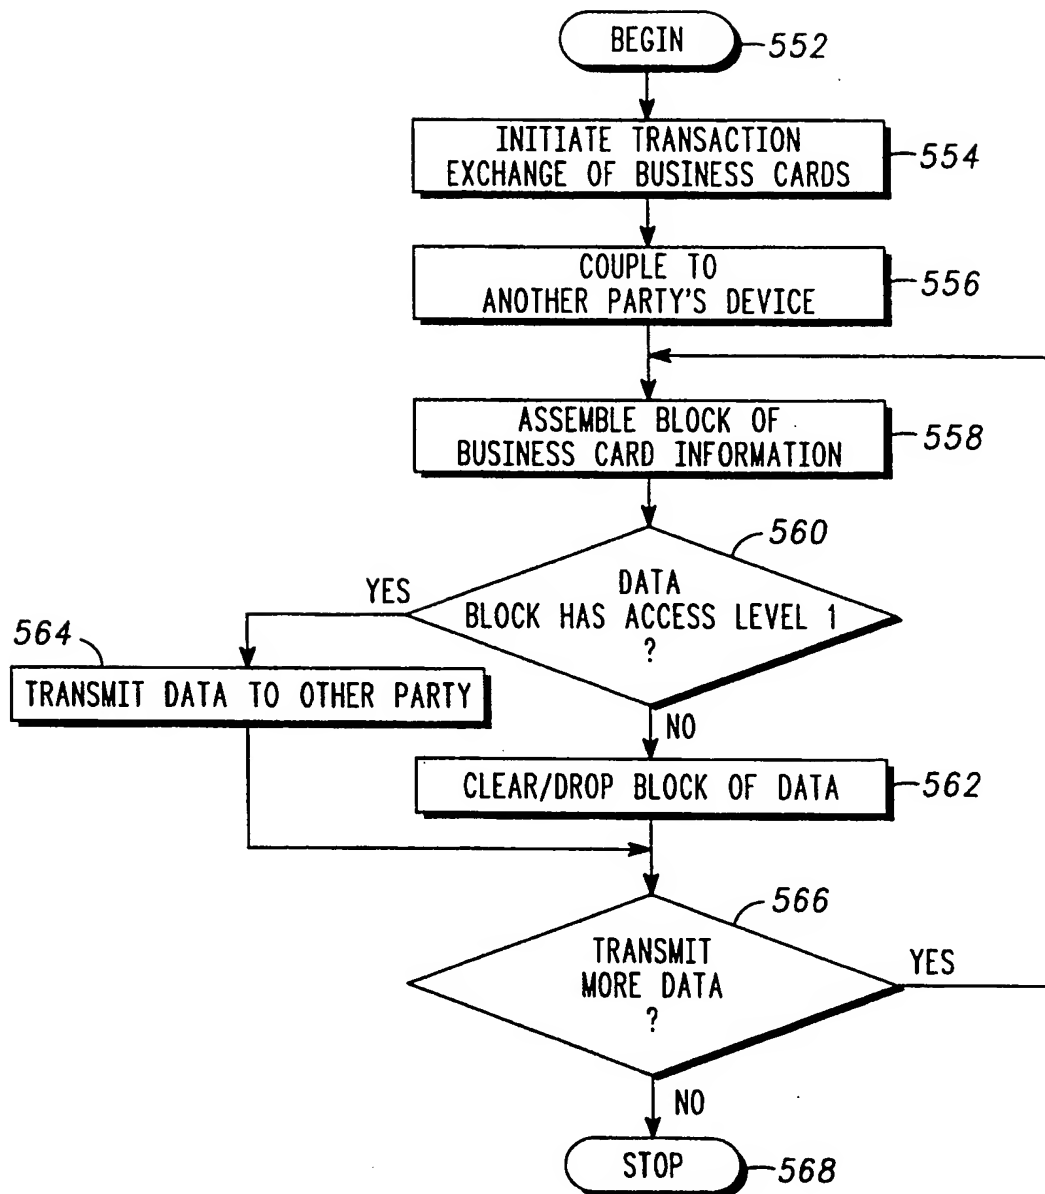 BEGIN
552
INITIATE TRANSACTION
EXCHANGE OF BUSINESS CARDS
554
COUPLE TO
ANOTHER PARTY'S DEVICE
556
ASSEMBLE BLOCK OF
BUSINESS CARD INFORMATION
558
560
DATA
BLOCK HAS ACCESS LEVEL 1
?
YES
564
TRANSMIT DATA TO OTHER PARTY
NO
CLEAR/DROP BLOCK OF DATA
562
566
TRANSMIT
MORE DATA
?
YES
NO
STOP
568